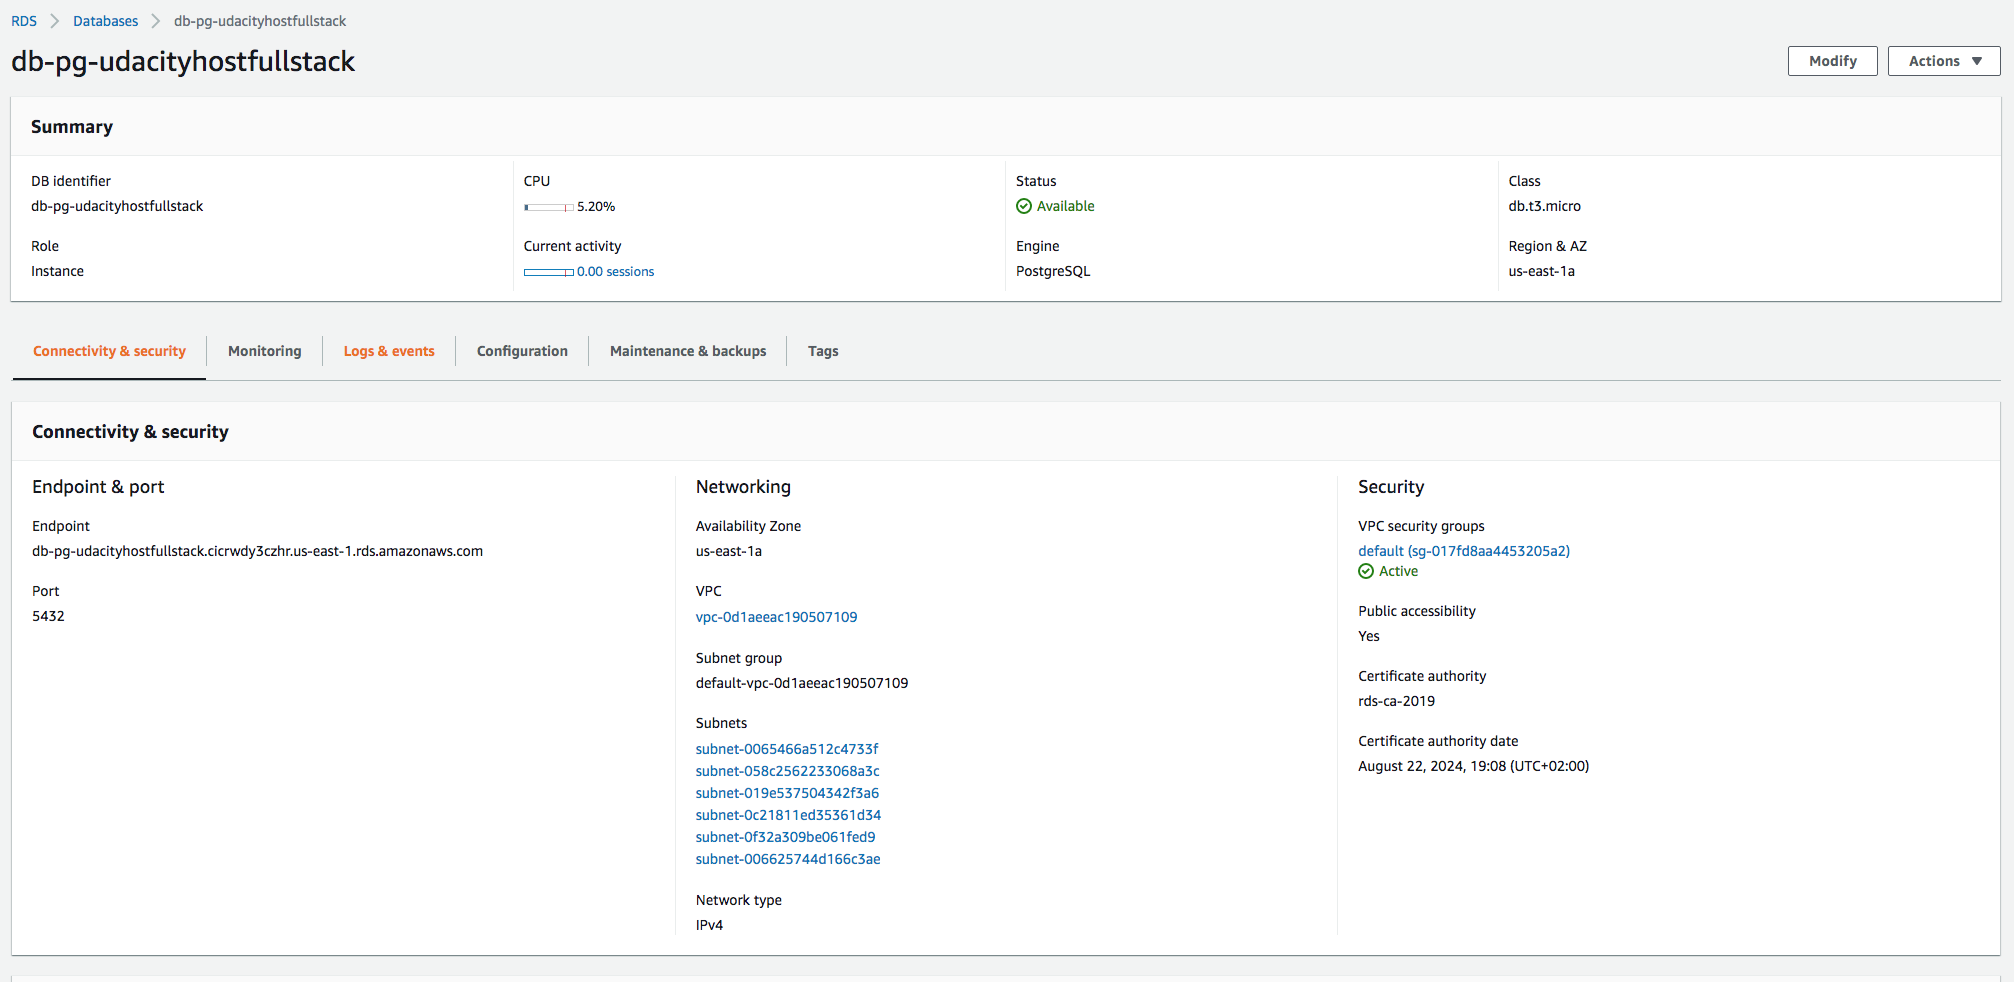 RDS > Databases > db-pg-udacityhostfullstack
db-pg-udacityhostfullstack
Modify
Actions ▼
Summary
DB identifier
db-pg-udacityhostfullstack
Role
Instance
CPU
5.20%
Current activity
0.00 sessions
Status
Available
Engine
PostgreSQL
Class
db.t3.micro
Region & AZ
us-east-1a
Connectivity & security
Monitoring
Logs & events
Configuration
Maintenance & backups
Tags
Connectivity & security
Endpoint & port
Endpoint
db-pg-udacityhostfullstack.cicrwdy3czhr.us-east-1.rds.amazonaws.com
Port
5432
Networking
Availability Zone
us-east-1a
VPC
vpc-0d1aeeac190507109
Subnet group
default-vpc-0d1aeeac190507109
Subnets
subnet-0065466a512c4733f
subnet-058c2562233068a3c
subnet-019e537504342f3a6
subnet-0c21811ed35361d34
subnet-0f32a309be061fed9
subnet-006625744d166c3ae
Network type
IPv4
Security
VPC security groups
default (sg-017fd8aa4453205a2)
Active
Public accessibility
Yes
Certificate authority
rds-ca-2019
Certificate authority date
August 22, 2024, 19:08 (UTC+02:00)